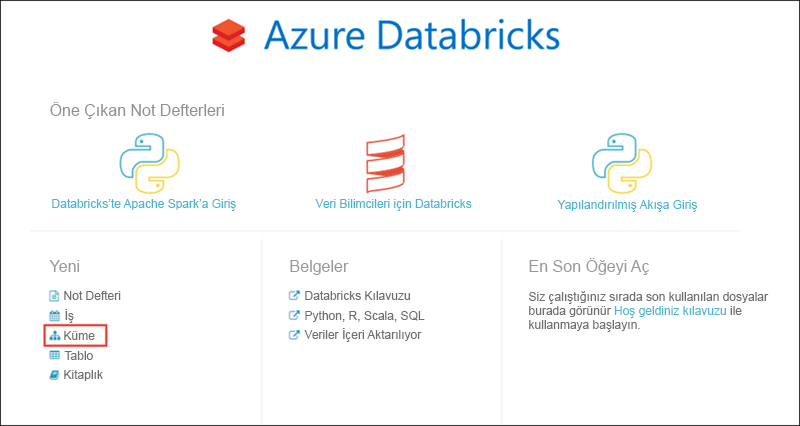 Azure Databricks
Öne Çıkan Not Defterleri
Databricks'te Apache Spark'a Giriş
Veri Bilimcileri için Databricks
Yapılandırılmış Akışa Giriş
Yeni
Not Defteri
İş
Küme
Tablo
Kitaplık
Belgeler
Databricks Kılavuzu
Python, R, Scala, SQL
Veriler İçeri Aktarılıyor
En Son Öğeyi Aç
Siz çalıştığınız sırada son kullanılan dosyalar
burada görünür Hoş geldiniz kılavuzu ile
kullanmaya başlayın.